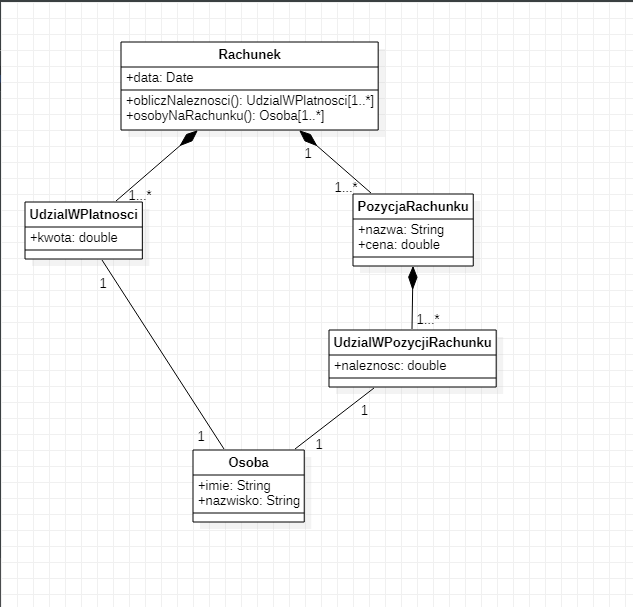 Rachunek
+data: Date
+obliczNaleznosci(): UdzialWPlatnosci[1..*]
+osobyNaRachunku(): Osoba[1..*]
1
1...*
1...*
UdzialWPlatnosci
+kwota: double
PozycjaRachunku
+nazwa: String
+cena: double
1
1...*
UdzialWPozycjiRachunku
+naleznosc: double
1
1
1
Osoba
+imie: String
+nazwisko: String